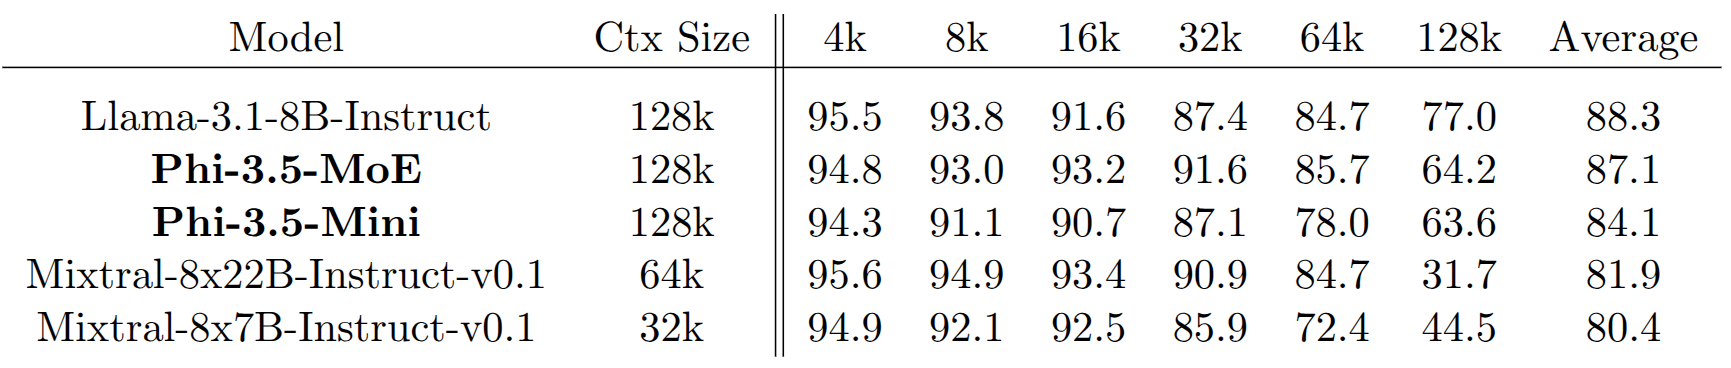 Model Ctx Size 4k 8k 16k 32k 64k 128k Average
Llama-3.1-8B-Instruct 128k 95.5 93.8 91.6 87.4 84.7 77.0 88.3
Phi-3.5-MoE 128k 94.8 93.0 93.2 91.6 85.7 64.2 87.1
Phi-3.5-Mini 128k 94.3 91.1 90.7 87.1 78.0 63.6 84.1
Mixtral-8x22B-Instruct-v0.1 64k 95.6 94.9 93.4 90.9 84.7 31.7 81.9
Mixtral-8x7B-Instruct-v0.1 32k 94.9 92.1 92.5 85.9 72.4 44.5 80.4